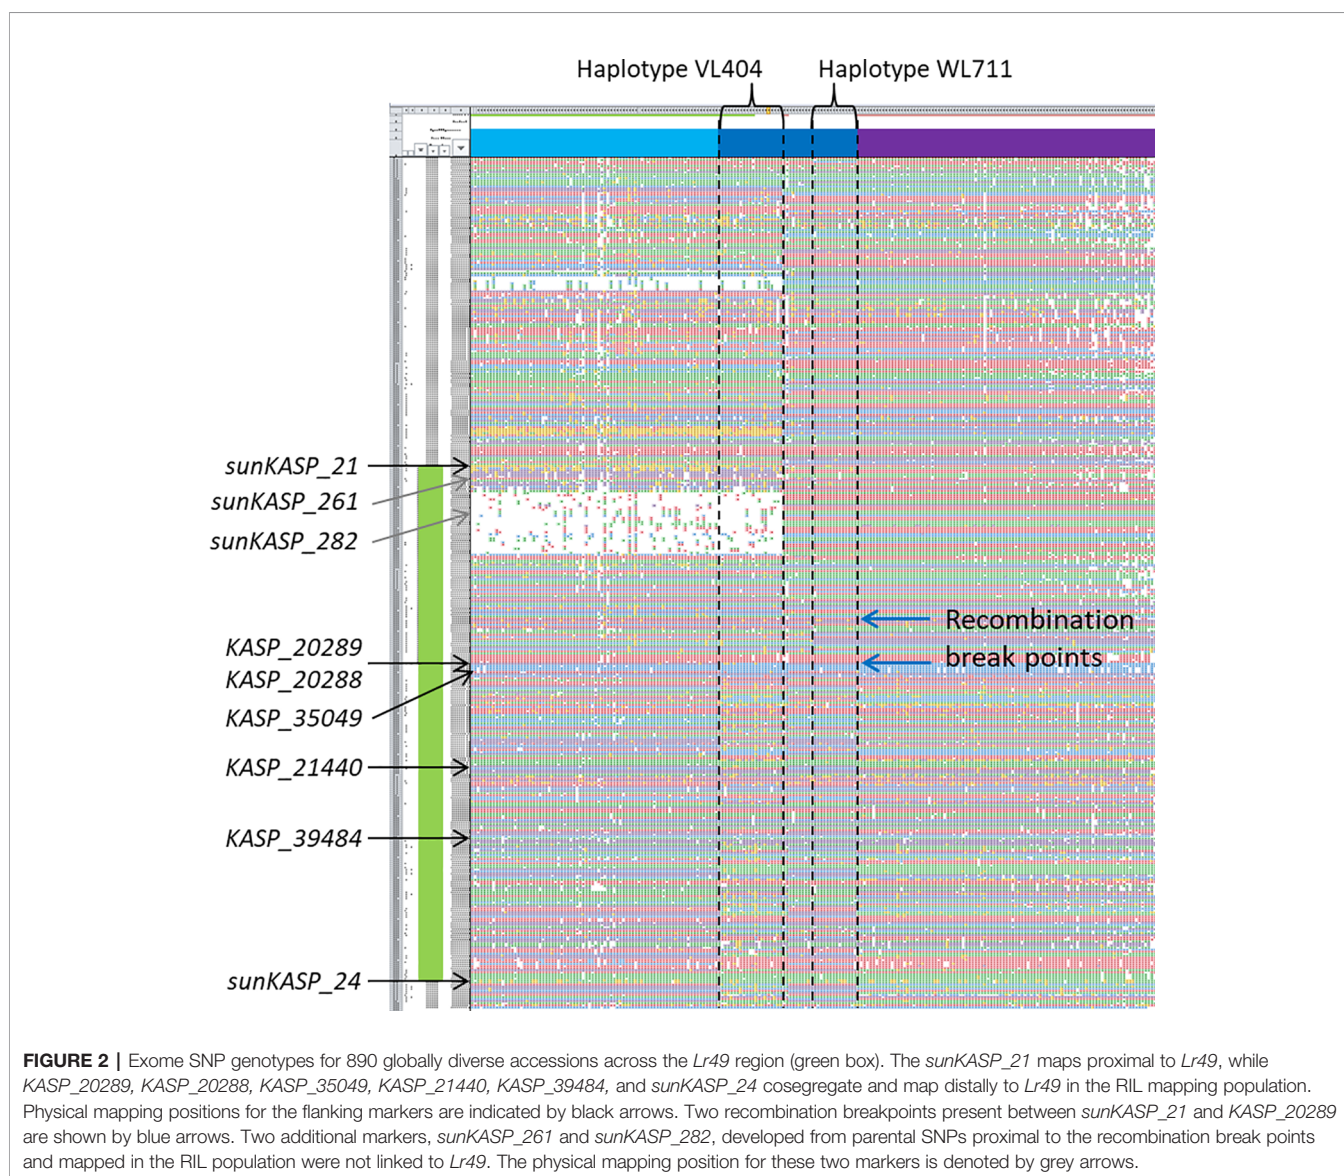 Haplotype VL404
Haplotype WL711
sunKASP_21
sunKASP_261
sunKASP_282
KASP_20289
KASP_20288
KASP_35049
KASP_21440
KASP_39484
sunKASP_24
Recombination
break points
FIGURE 2 | Exome SNP genotypes for 890 globally diverse accessions across the Lr49 region (green box). The sunKASP_21 maps proximal to Lr49, while
KASP_20289, KASP_20288, KASP_35049, KASP_21440, KASP_39484, and sunKASP_24 cosegregate and map distally to Lr49 in the RIL mapping population.
Physical mapping positions for the flanking markers are indicated by black arrows. Two recombination breakpoints present between sunKASP_21 and KASP_20289
are shown by blue arrows. Two additional markers, sunKASP_261 and sunKASP_282, developed from parental SNPs proximal to the recombination break points
and mapped in the RIL population were not linked to Lr49. The physical mapping position for these two markers is denoted by grey arrows.